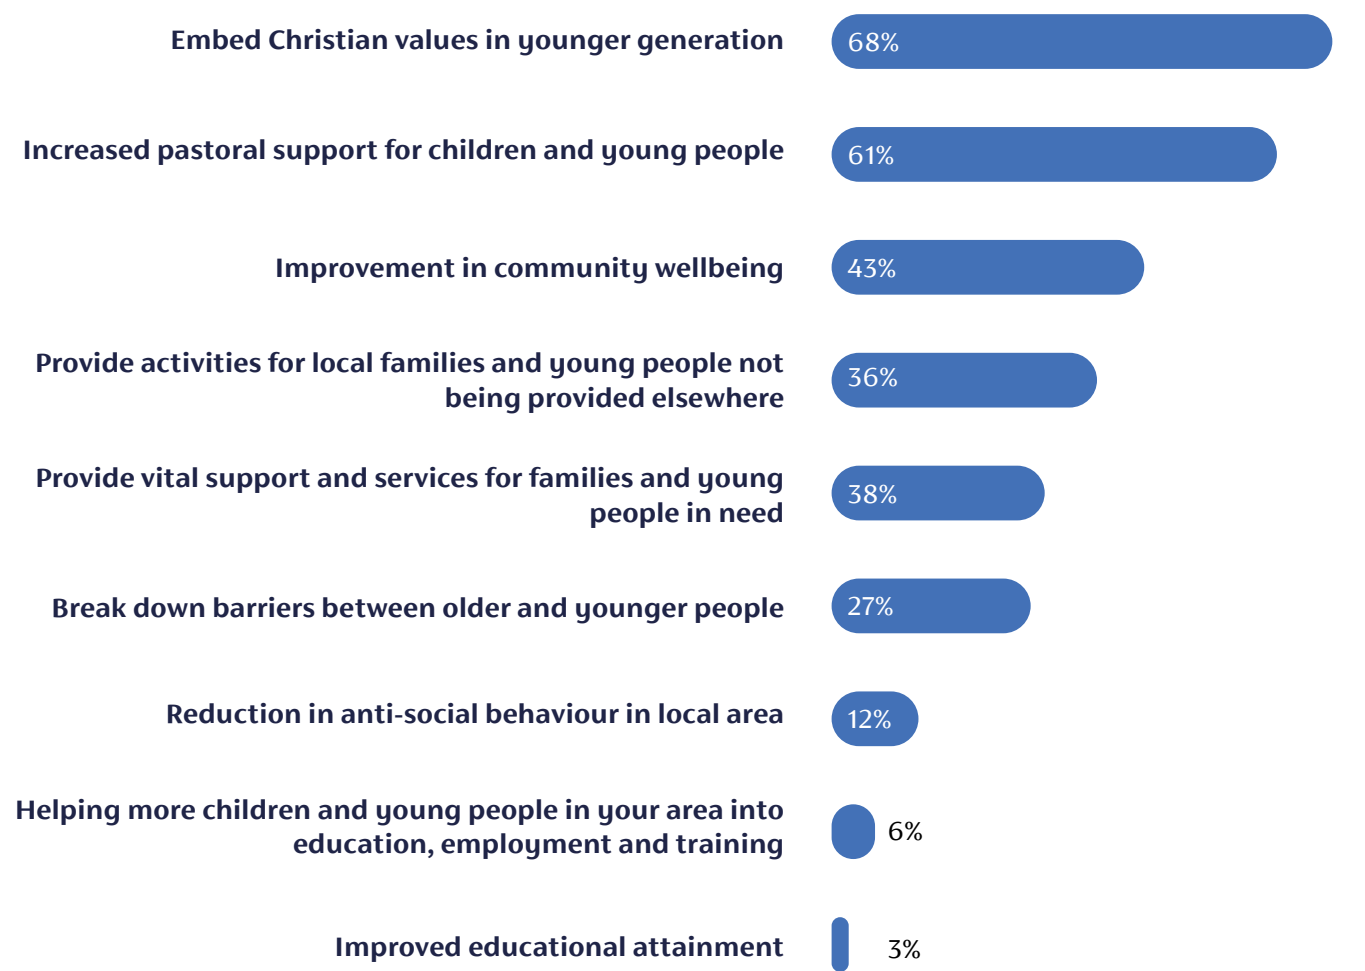 Embed Christian values in younger generation
68%
Increased pastoral support for children and young people
61%
Improvement in community wellbeing
43%
Provide activities for local families and young people not
being provided elsewhere
36%
Provide vital support and services for families and young
people in need
38%
Break down barriers between older and younger people
27%
Reduction in anti-social behaviour in local area
12%
Helping more children and young people in your area into
education, employment and training
6%
Improved educational attainment
3%